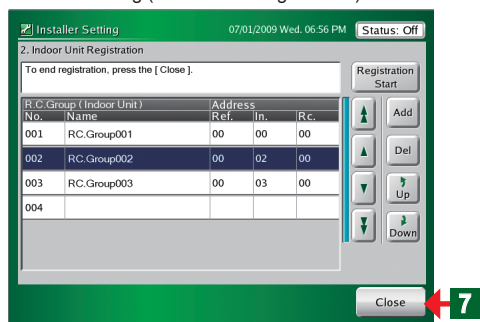 Installer Setting 07/01/2009 Wed. 06:56 PM Status: Off
2. Indoor Unit Registration
To end registration, press the [ Close ].
Registration Start
R.C.Group ( Indoor Unit ) Address
No. Name Ref. In. Rc.
001 RC.Group001 00 00 00
002 RC.Group002 00 02 00
003 RC.Group003 00 03 00
004
Add
Del
Up
Down
Close 7